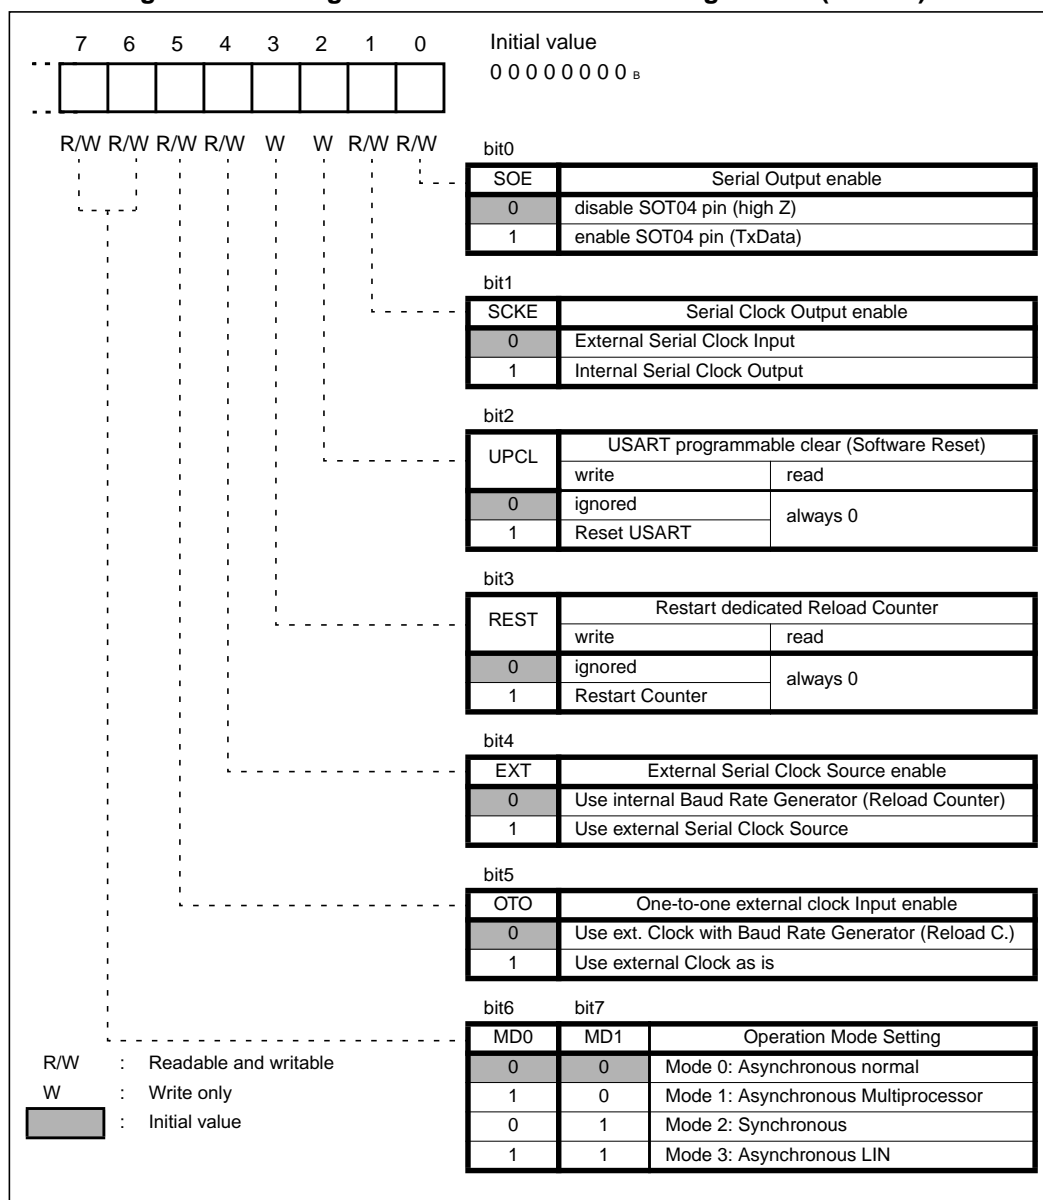 7 6 5 4 3 2 1 0 Initial value
0 0 0 0 0 0 0 0 B
R/W R/W R/W R/W W W R/W R/W
bit0
SOE Serial Output enable
0 disable SOT04 pin (high Z)
1 enable SOT04 pin (TxData)
bit1
SCKE Serial Clock Output enable
0 External Serial Clock Input
1 Internal Serial Clock Output
bit2
UPCL USART programmable clear (Software Reset)
write read
0 ignored always 0
1 Reset USART
bit3
REST Restart dedicated Reload Counter
write read
0 ignored always 0
1 Restart Counter
bit4
EXT External Serial Clock Source enable
0 Use internal Baud Rate Generator (Reload Counter)
1 Use external Serial Clock Source
bit5
OTO One-to-one external clock Input enable
0 Use ext. Clock with Baud Rate Generator (Reload C.)
1 Use external Clock as is
bit6 bit7
MD0 MD1 Operation Mode Setting
0 0 Mode 0: Asynchronous normal
1 0 Mode 1: Asynchronous Multiprocessor
0 1 Mode 2: Synchronous
1 1 Mode 3: Asynchronous LIN
R/W : Readable and writable
W : Write only
: Initial value